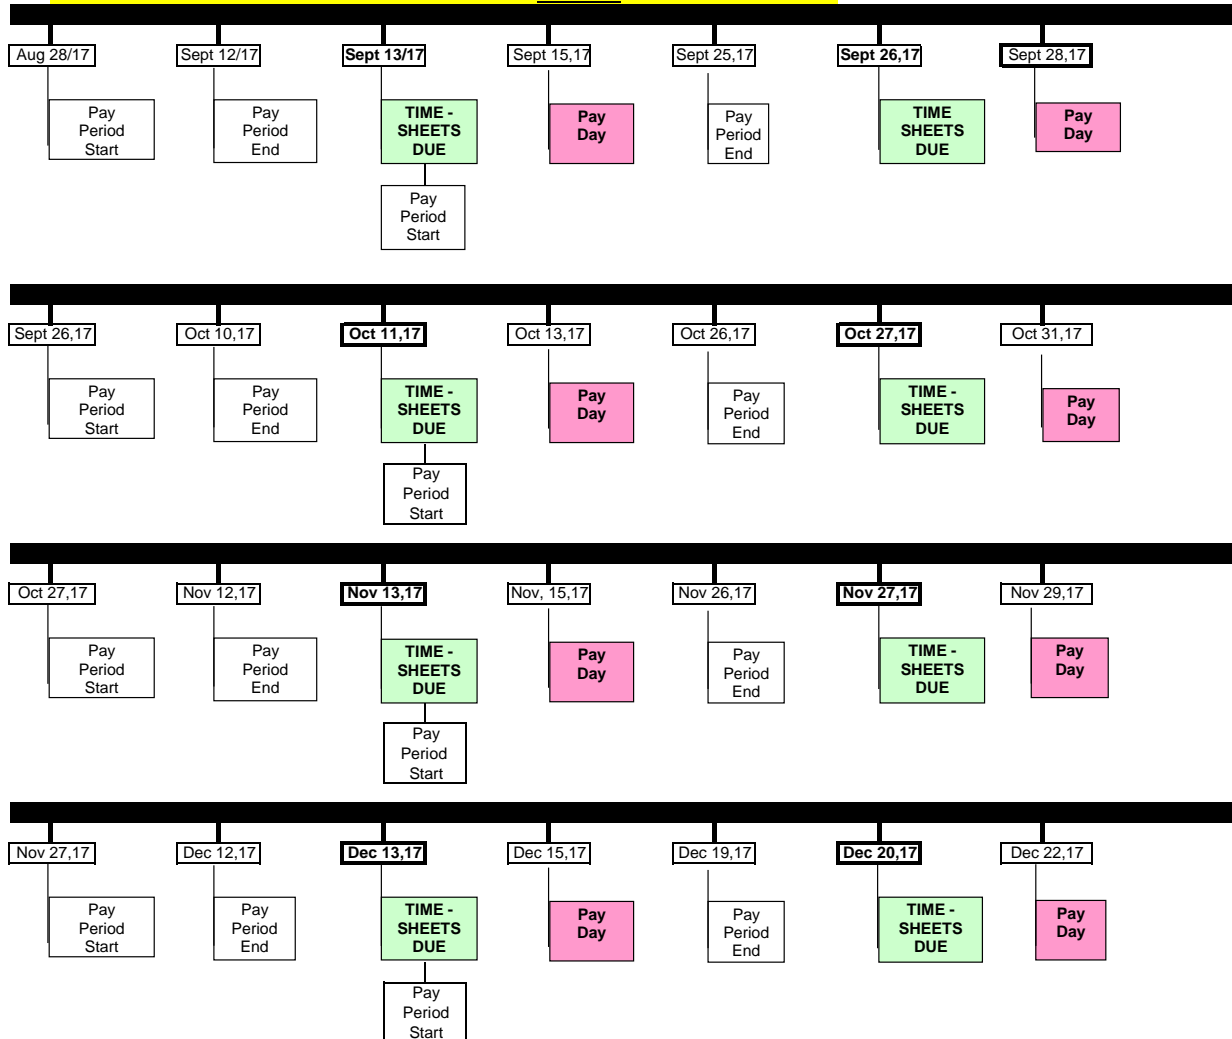 Aug 28/17
Sept 12/17
Sept 13/17
Sept 15,17
Sept 25,17
Sept 26,17
Sept 28,17
Pay
Period
Start
Pay
Period
End
TIME -
SHEETS
DUE
Pay
Day
Pay
Period
End
TIME
SHEETS
DUE
Pay
Day
Pay
Period
Start
Sept 26,17
Oct 10,17
Oct 11,17
Oct 13,17
Oct 26,17
Oct 27,17
Oct 31,17
Pay
Period
Start
Pay
Period
End
TIME -
SHEETS
DUE
Pay
Day
Pay
Period
End
TIME -
SHEETS
DUE
Pay
Day
Pay
Period
Start
Oct 27,17
Nov 12,17
Nov 13,17
Nov, 15,17
Nov 26,17
Nov 27,17
Nov 29,17
Pay
Period
Start
Pay
Period
End
TIME -
SHEETS
DUE
Pay
Day
Pay
Period
End
TIME -
SHEETS
DUE
Pay
Day
Pay
Period
Start
Nov 27,17
Dec 12,17
Dec 13,17
Dec 15,17
Dec 19,17
Dec 20,17
Dec 22,17
Pay
Period
Start
Pay
Period
End
TIME -
SHEETS
DUE
Pay
Day
Pay
Period
End
TIME -
SHEETS
DUE
Pay
Day
Pay
Period
Start